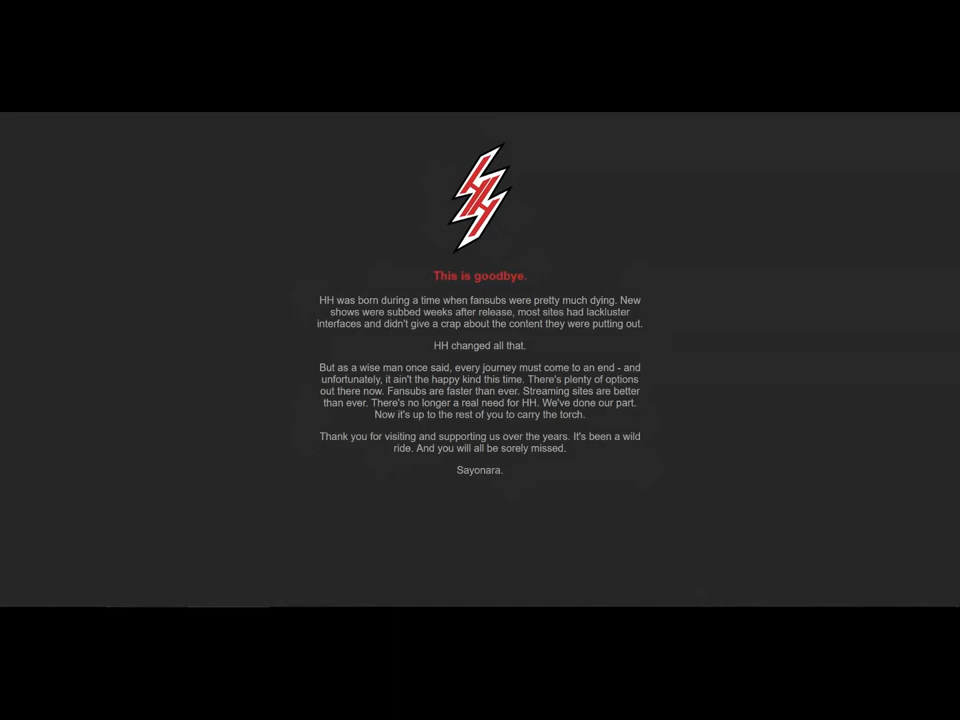 HH
This is goodbye.
HH was born during a time when fansubs were pretty much dying. New
shows were subbed weeks after release, most sites had lackluster
interfaces and didn't give a crap about the content they were putting out.
HH changed all that.
But as a wise man once said, every journey must come to an end - and
unfortunately, it ain't the happy kind this time. There's plenty of options
out there now. Fansubs are faster than ever. Streaming sites are better
than ever. There's no longer a real need for HH. We've done our part.
Now it's up to the rest of you to carry the torch.
Thank you for visiting and supporting us over the years. It's been a wild
ride. And you will all be sorely missed.
Sayonara.